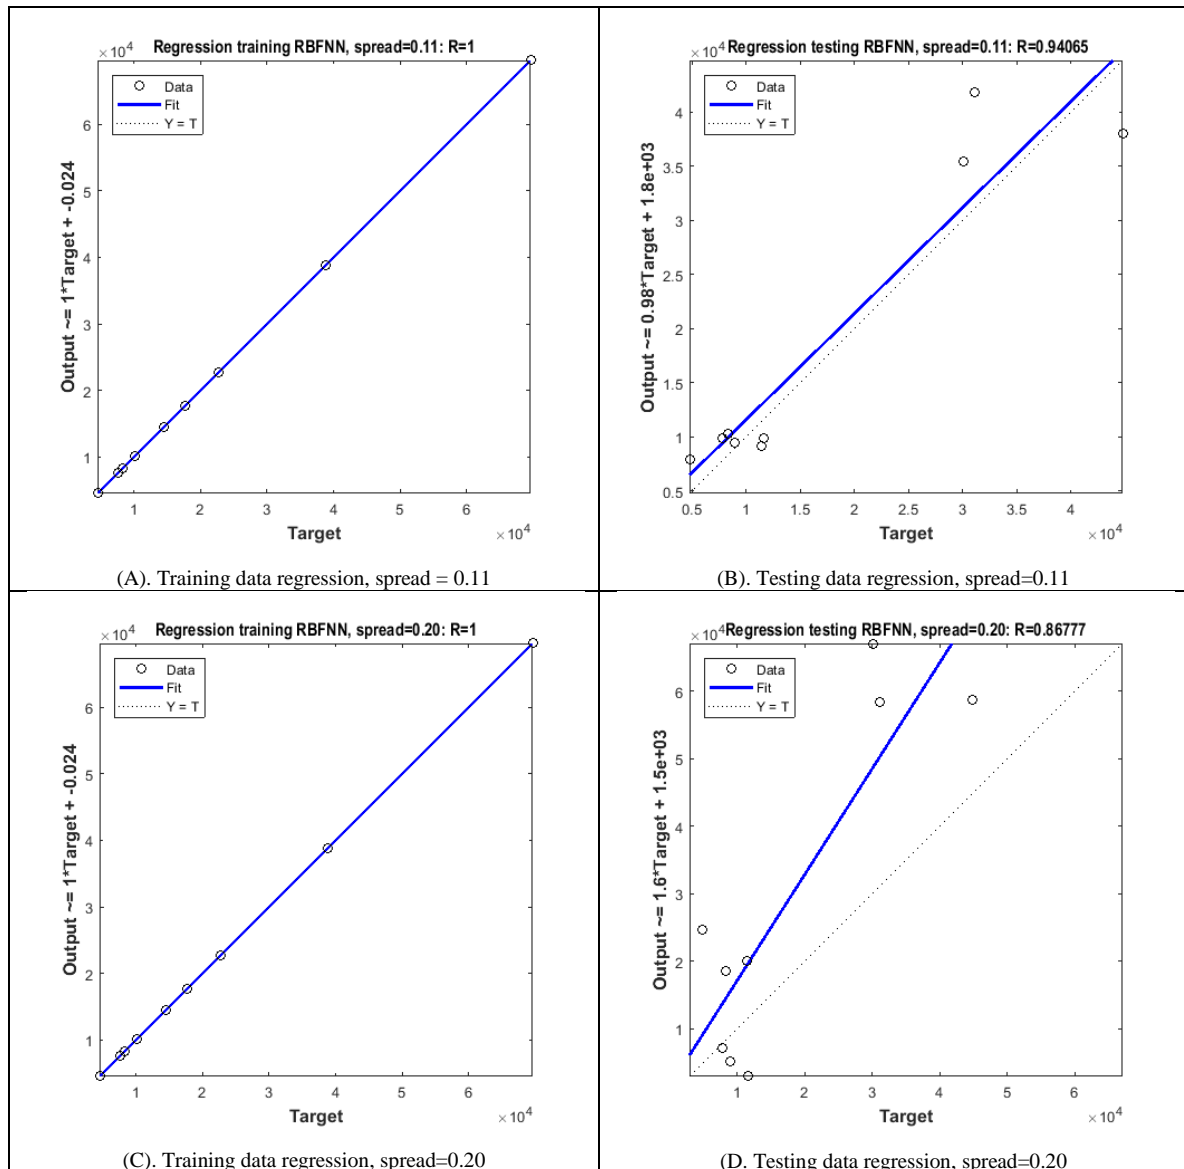 Regression training RBFNN, spread=0.11: R=1
×10⁴
Data
Fit
Y = T
6
5
4
3
2
1
Output ~= 1*Target + -0.024
1 2 3 4 5 6
Target
×10⁴
(A). Training data regression, spread = 0.11
×10⁴ Regression testing RBFNN, spread=0.11: R=0.94065
Data
Fit
Y = T
4
3.5
3
2.5
2
1.5
1
0.5
Output ~= 0.98*Target + 1.8e+03
0.5 1 1.5 2 2.5 3 3.5 4
Target
×10⁴
(B). Testing data regression, spread=0.11
Regression training RBFNN, spread=0.20: R=1
×10⁴
Data
Fit
Y = T
6
5
4
3
2
1
Output ~= 1*Target + -0.024
1 2 3 4 5 6
Target
×10⁴
(C). Training data regression, spread=0.20
×10⁴ Regression testing RBFNN, spread=0.20: R=0.86777
Data
Fit
Y = T
6
5
4
3
2
1
Output ~= 1.6*Target + 1.5e+03
1 2 3 4 5 6
Target
×10⁴
(D. Testing data regression, spread=0.20